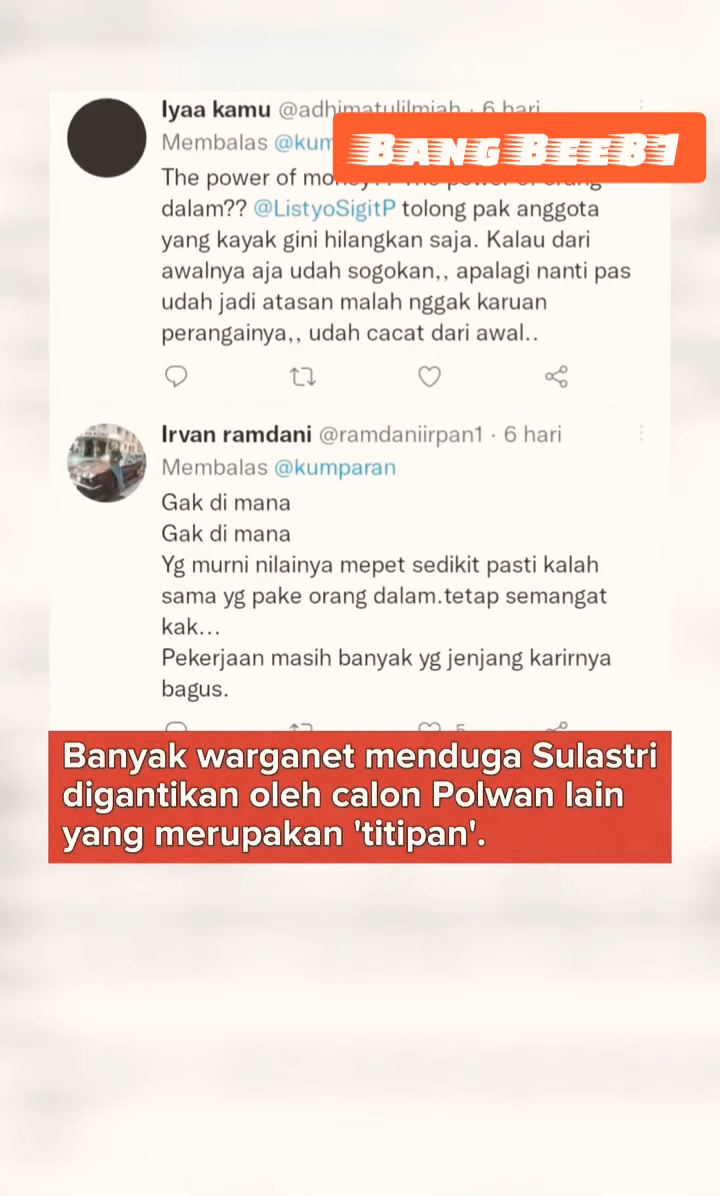 Iyaa kamu @adhimatulilmiah · 6 hari
Membalas
BANG BEE81
The power of money?? The power of orang
dalam?? @ListyoSigitP tolong pak anggota
yang kayak gini hilangkan saja. Kalau dari
awalnya aja udah sogokan,, apalagi nanti pas
udah jadi atasan malah nggak karuan
perangainya,, udah cacat dari awal..
Irvan ramdani @ramdaniirpan1 · 6 hari
Membalas @kumparan
Gak di mana
Gak di mana
Yg murni nilainya mepet sedikit pasti kalah
sama yg pake orang dalam.tetap semangat
kak...
Pekerjaan masih banyak yg jenjang karirnya
bagus.
Banyak warganet menduga Sulastri
digantikan oleh calon Polwan lain
yang merupakan 'titipan'.